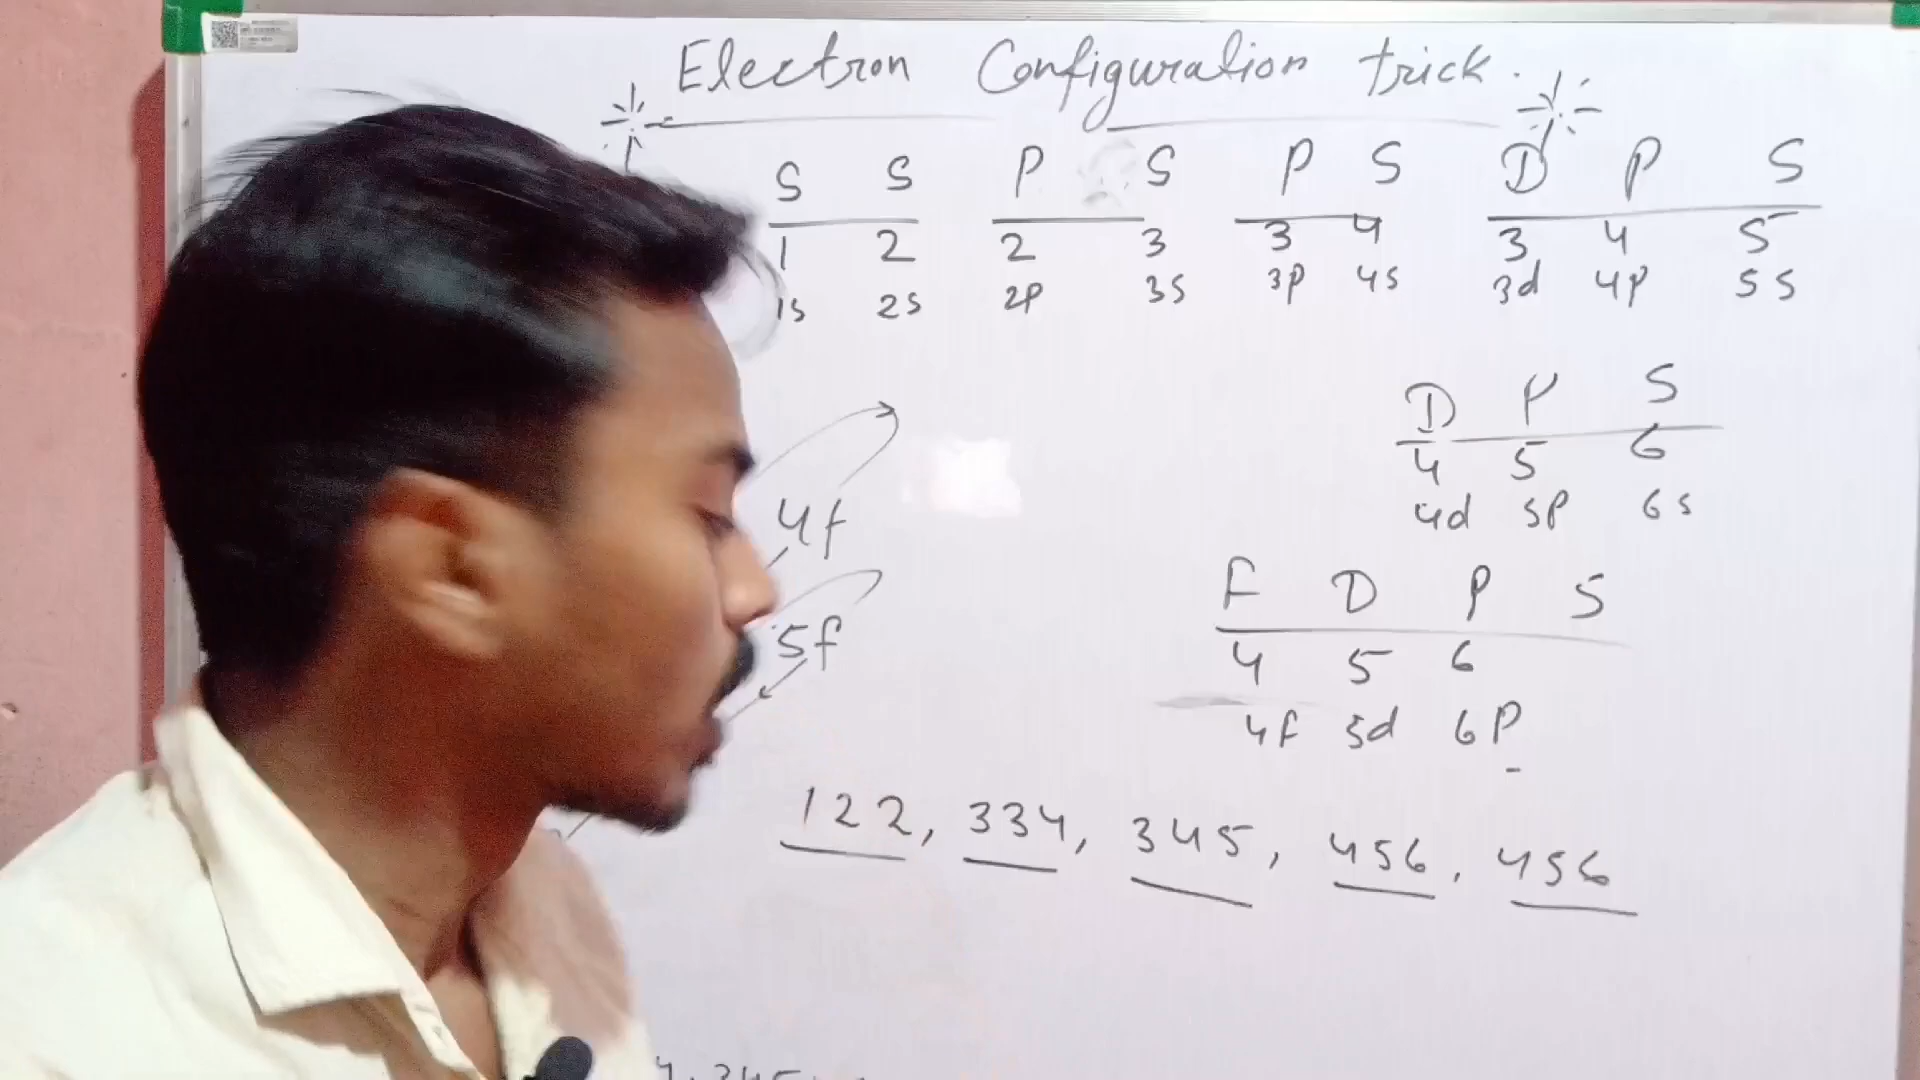 Electron Configuration trick.
S S P S P S D P S
1 2 2 3 3 4 3 4 5
1s 2s 2p 3s 3p 4s 3d 4p 5s
D P S
4 5 6
4d 5p 6s
4f
F D P S
4 5 6
5f
4f 5d 6p
122, 334, 345, 456, 456